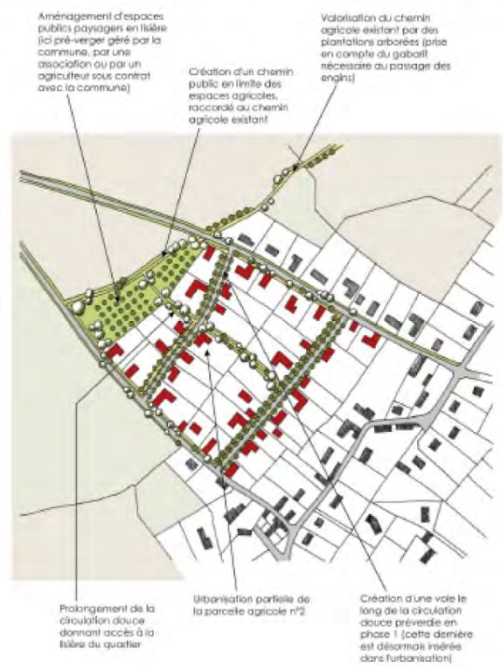 Aménagement d'espaces
publics paysagers en lisière
(ici pré-verger géré par la
commune, par une
association ou par un
agriculteur sous contrat
avec la commune)
Création d'un chemin
public en limite des
espaces agricoles,
raccordé au chemin
agricole existant
Valorisation du chemin
agricole existant par des
plantations arborées (prise
en compte du gabarit
nécessaire au passage des
engins)
Prolongement de la
circulation douce
donnant accès à la
lisière du quartier
Urbanisation partielle de
la parcelle agricole n°2
Création d'une voie le
long de la circulation
douce préverdie en
phase 1 (cette dernière
est désormais insérée
dans l'urbanisation)